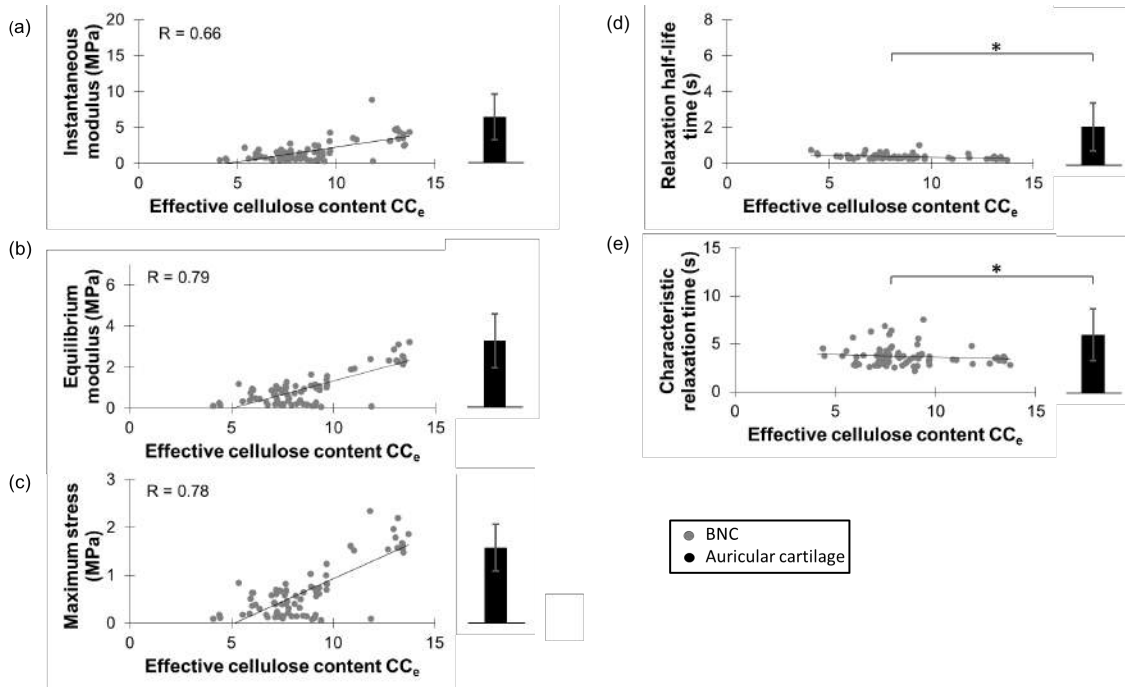 (a)
Instantaneous
modulus (MPa)
20
15
10
5
0
R = 0.66
0
5
10
15
Effective cellulose content CCe
(b)
Equilibrium
modulus (MPa)
6
4
2
0
R = 0.79
0
5
10
15
Effective cellulose content CCe
(c)
Maximum stress
(MPa)
3
2
1
0
R = 0.78
0
5
10
15
Effective cellulose content CCe
(d)
Relaxation half-life
time (s)
8
6
4
2
0
*
0
5
10
15
Effective cellulose content CCe
(e)
Characteristic
relaxation time (s)
15
10
5
0
*
0
5
10
15
Effective cellulose content CCe
BNC
Auricular cartilage